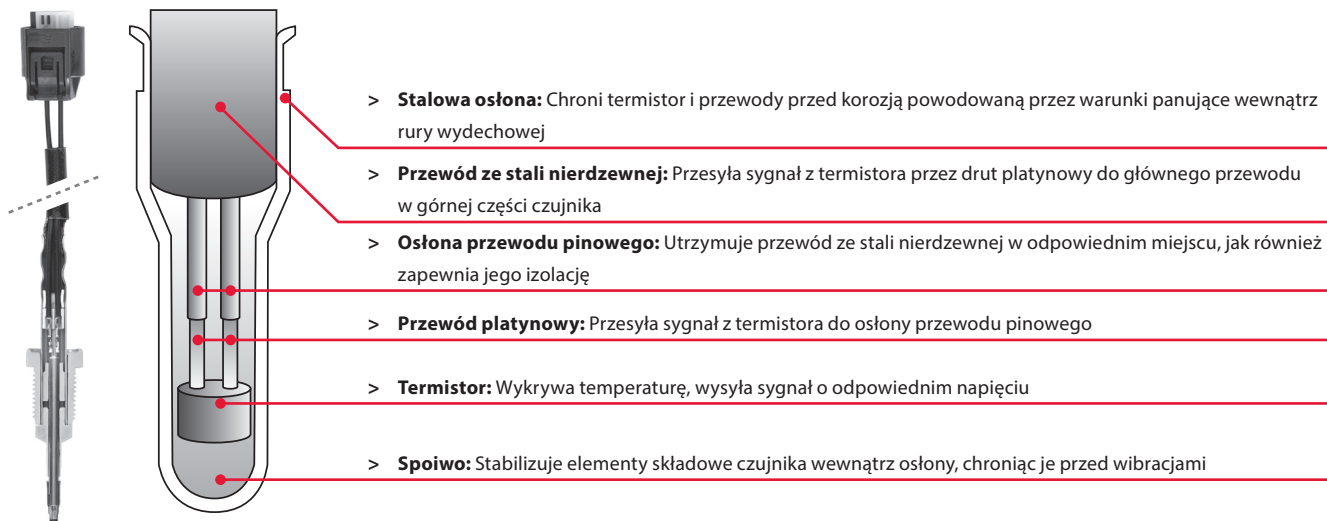 > Stalowa osłona: Chroni termistor i przewody przed korozją powodowaną przez warunki panujące wewnątrz
rury wydechowej
> Przewód ze stali nierdzewnej: Przesyła sygnał z termistora przez drut platynowy do głównego przewodu
w górnej części czujnika
> Osłona przewodu pinowego: Utrzymuje przewód ze stali nierdzewnej w odpowiednim miejscu, jak również
zapewnia jego izolację
> Przewód platynowy: Przesyła sygnał z termistora do osłony przewodu pinowego
> Termistor: Wykrywa temperaturę, wysyła sygnał o odpowiednim napięciu
> Spoiwo: Stabilizuje elementy składowe czujnika wewnątrz osłony, chroniąc je przed wibracjami